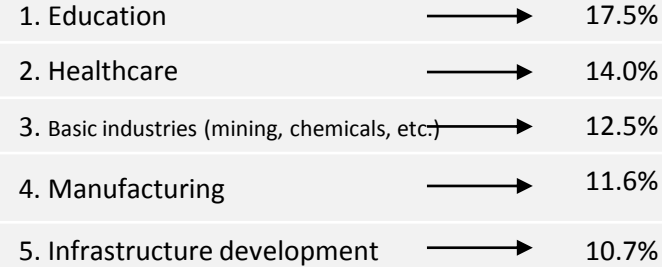 1. Education 17.5%
2. Healthcare 14.0%
3. Basic industries (mining, chemicals, etc.) 12.5%
4. Manufacturing 11.6%
5. Infrastructure development 10.7%